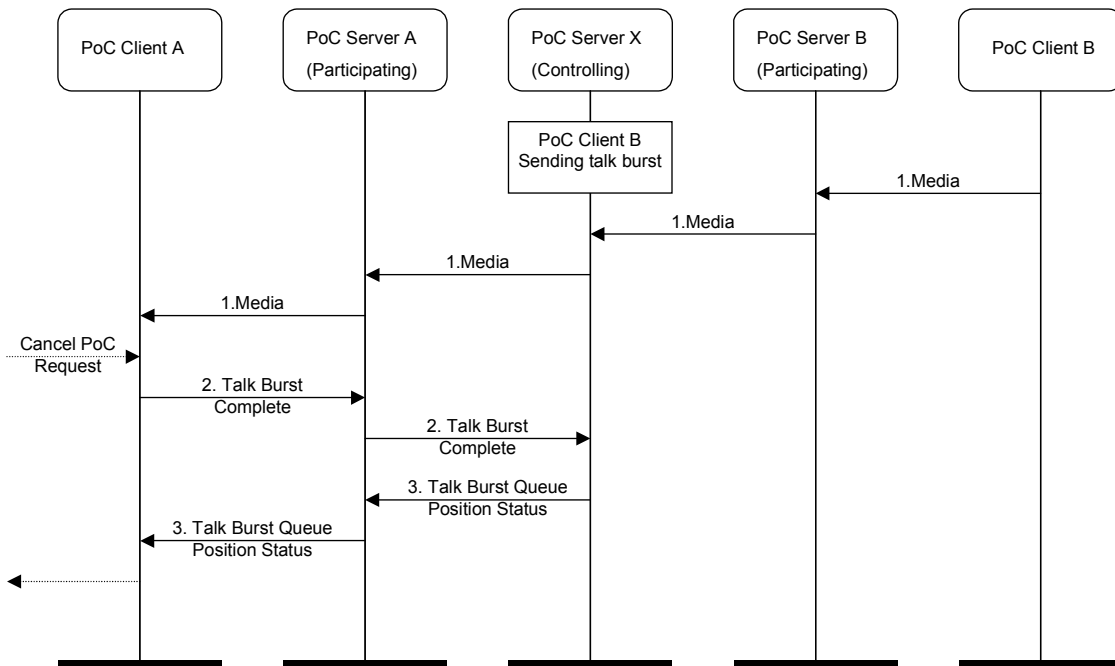 PoC Client A
PoC Server A
(Participating)
PoC Server X
(Controlling)
PoC Server B
(Participating)
PoC Client B
PoC Client B
Sending talk burst
1.Media
1.Media
1.Media
1.Media
Cancel PoC
Request
2. Talk Burst
Complete
2. Talk Burst
Complete
3. Talk Burst Queue
Position Status
3. Talk Burst Queue
Position Status